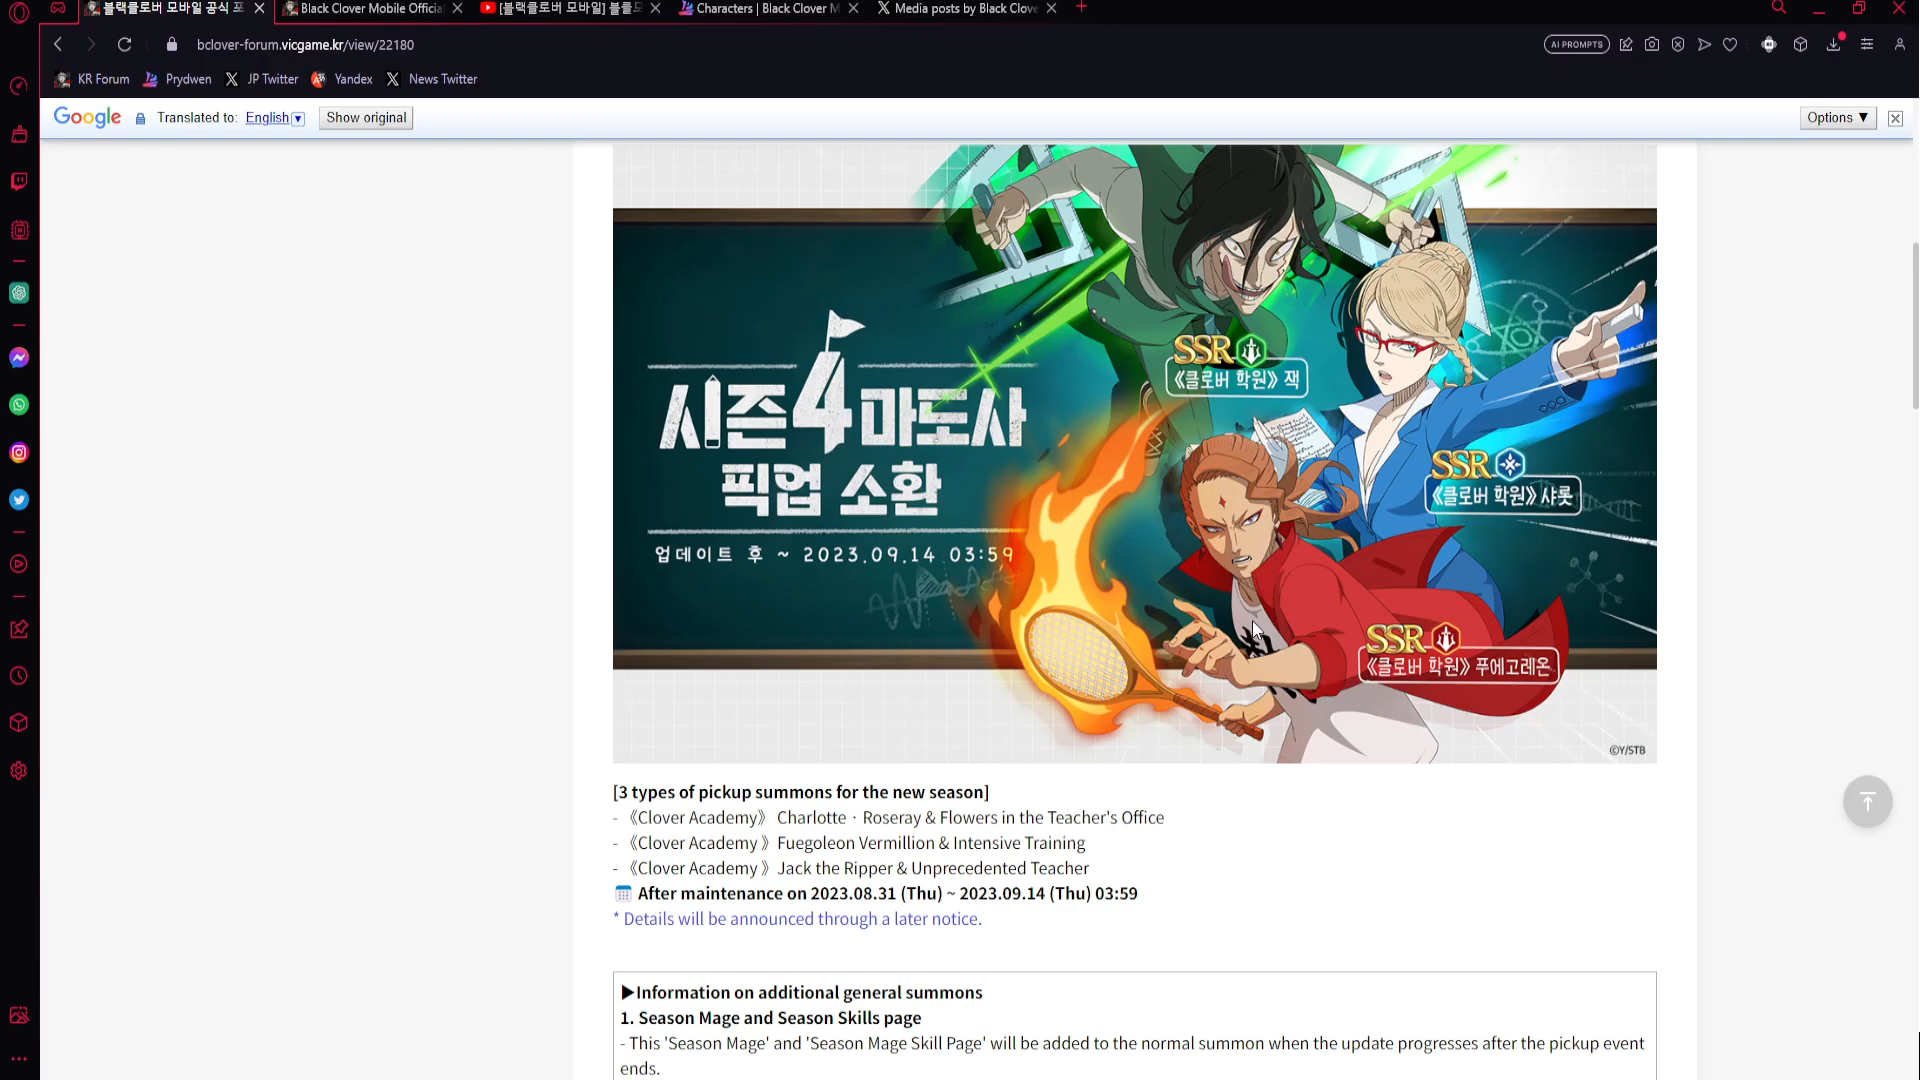 블랙클로버 모바일 공식 포
Black Clover Mobile Officia
[블랙클로버 모바일] 불툴도
Characters | Black Clover M
Media posts by Black Clove
bclover-forum.vicgame.kr/view/22180
AI PROMPTS
KR Forum
Prydwen
JP Twitter
Yandex
News Twitter
Google
Translated to:
English
Show original
Options ▼
SSR
《클로버 학원》 잭
시즌4마도사
픽업 소환
업데이트 후 ~ 2023.09.14 03:59
SSR
《클로버 학원》 샤롯
SSR
《클로버 학원》 푸에고레온
©Y/STB
[3 types of pickup summons for the new season]
- 《Clover Academy》 Charlotte · Roseray & Flowers in the Teacher's Office
- 《Clover Academy 》 Fuegoleon Vermillion & Intensive Training
- 《Clover Academy 》 Jack the Ripper & Unprecedented Teacher
After maintenance on 2023.08.31 (Thu) ~ 2023.09.14 (Thu) 03:59
* Details will be announced through a later notice.
▶Information on additional general summons
1. Season Mage and Season Skills page
- This 'Season Mage' and 'Season Mage Skill Page' will be added to the normal summon when the update progresses after the pickup event
ends.